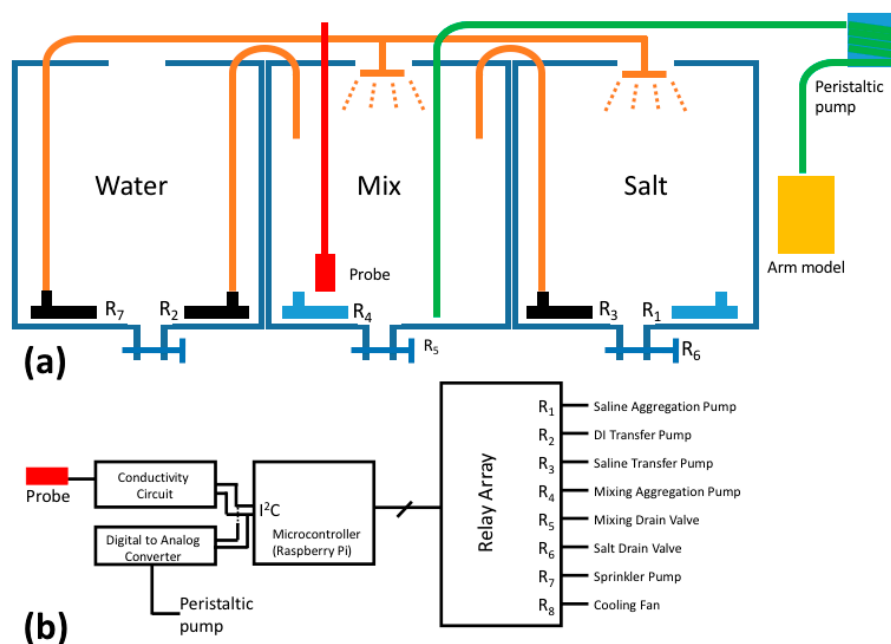 Peristaltic
pump
Water
Mix
Salt
Probe
Arm model
R7
R2
R4
R3
R1
R5
R6
(a)
R1 Saline Aggregation Pump
R2 DI Transfer Pump
R3 Saline Transfer Pump
R4 Mixing Aggregation Pump
R5 Mixing Drain Valve
R6 Salt Drain Valve
R7 Sprinkler Pump
R8 Cooling Fan
Relay Array
Probe
Conductivity
Circuit
I²C
Microcontroller
(Raspberry Pi)
Digital to Analog
Converter
Peristaltic
pump
(b)